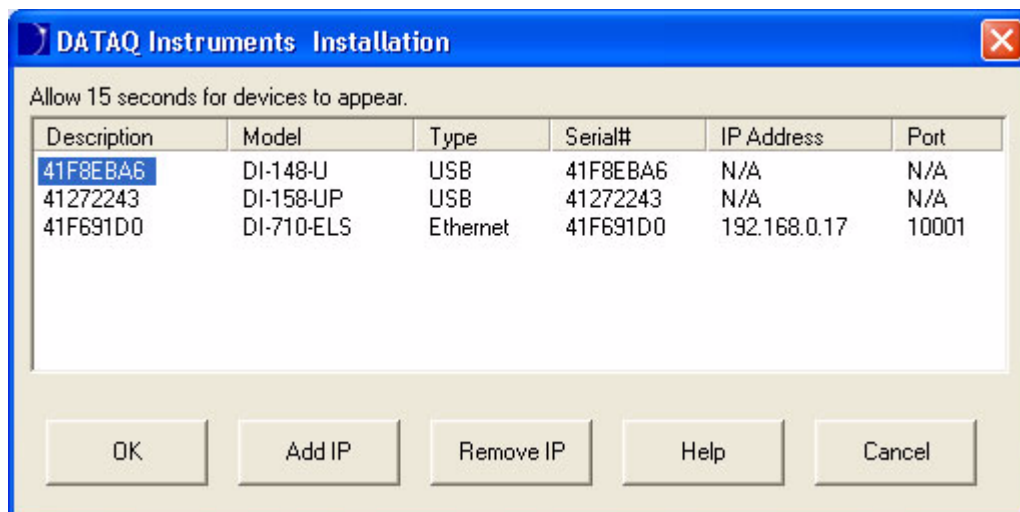 DATAQ Instruments Installation
Allow 15 seconds for devices to appear.
Description Model Type Serial# IP Address Port
41F8EBA6 DI-148-U USB 41F8EBA6 N/A N/A
41272243 DI-158-UP USB 41272243 N/A N/A
41F691D0 DI-710-ELS Ethernet 41F691D0 192.168.0.17 10001
OK Add IP Remove IP Help Cancel